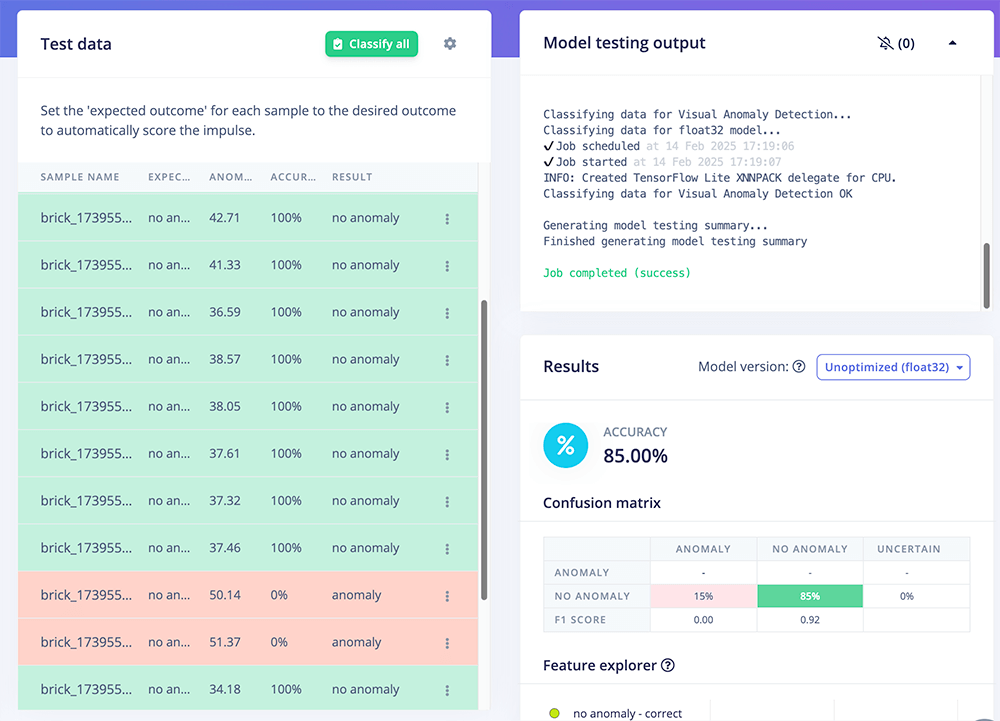 Test data
Classify all
Set the 'expected outcome' for each sample to the desired outcome
to automatically score the impulse.
SAMPLE NAME EXPEC... ANOM... ACCUR... RESULT
brick_173955... no an... 42.71 100% no anomaly
brick_173955... no an... 41.33 100% no anomaly
brick_173955... no an... 36.59 100% no anomaly
brick_173955... no an... 38.57 100% no anomaly
brick_173955... no an... 38.05 100% no anomaly
brick_173955... no an... 37.61 100% no anomaly
brick_173955... no an... 37.32 100% no anomaly
brick_173955... no an... 37.46 100% no anomaly
brick_173955... no an... 50.14 0% anomaly
brick_173955... no an... 51.37 0% anomaly
brick_173955... no an... 34.18 100% no anomaly
Model testing output
(0)
Classifying data for Visual Anomaly Detection...
Classifying data for float32 model...
✔Job scheduled at 14 Feb 2025 17:19:06
✔Job started at 14 Feb 2025 17:19:07
INFO: Created TensorFlow Lite XNNPACK delegate for CPU.
Classifying data for Visual Anomaly Detection OK
Generating model testing summary...
Finished generating model testing summary
Job completed (success)
Results
Model version: ? Unoptimized (float32)
%
ACCURACY
85.00%
Confusion matrix
ANOMALY NO ANOMALY UNCERTAIN
ANOMALY - - -
NO ANOMALY 15% 85% 0%
F1 SCORE 0.00 0.92
Feature explorer ?
no anomaly - correct